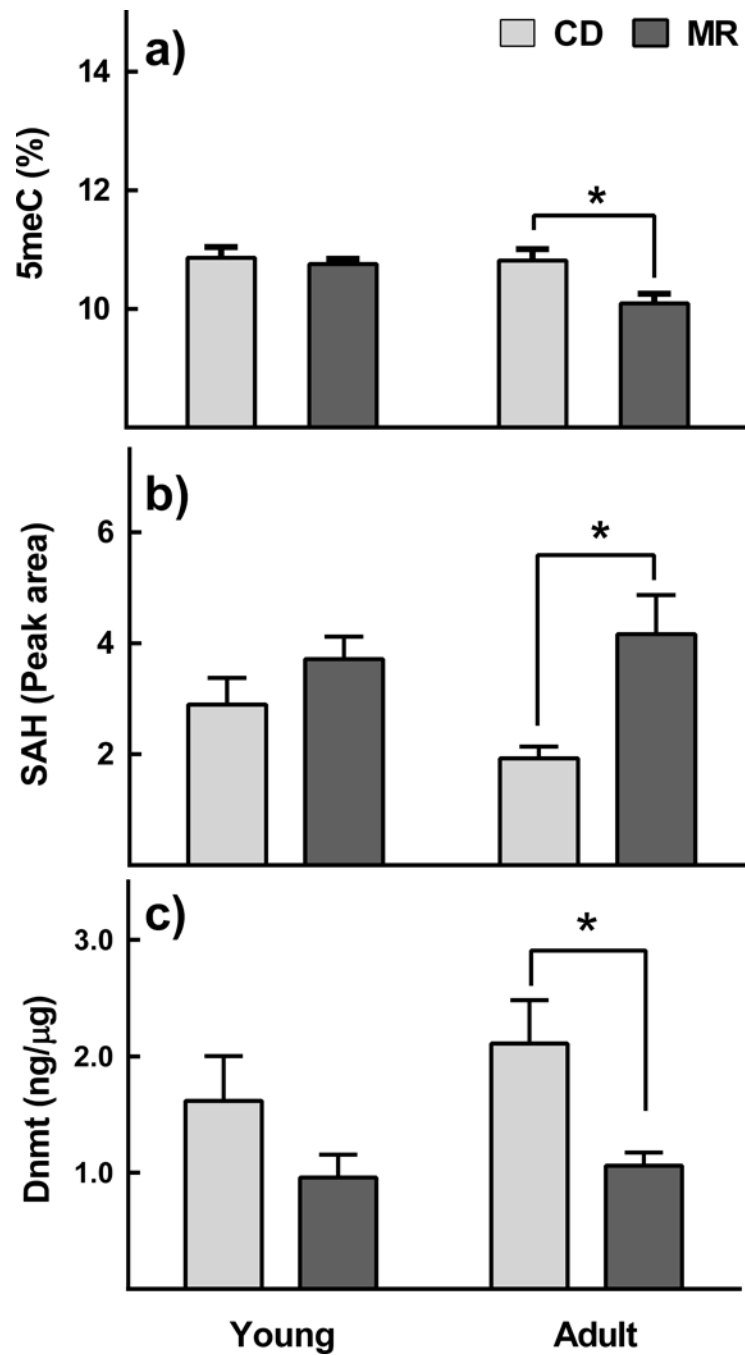 a) CD MR
14
12
10
5meC (%)
*
b)
6
4
2
SAH (Peak area)
*
c)
3.0
2.0
1.0
Dnmt (ng/μg)
*
Young Adult